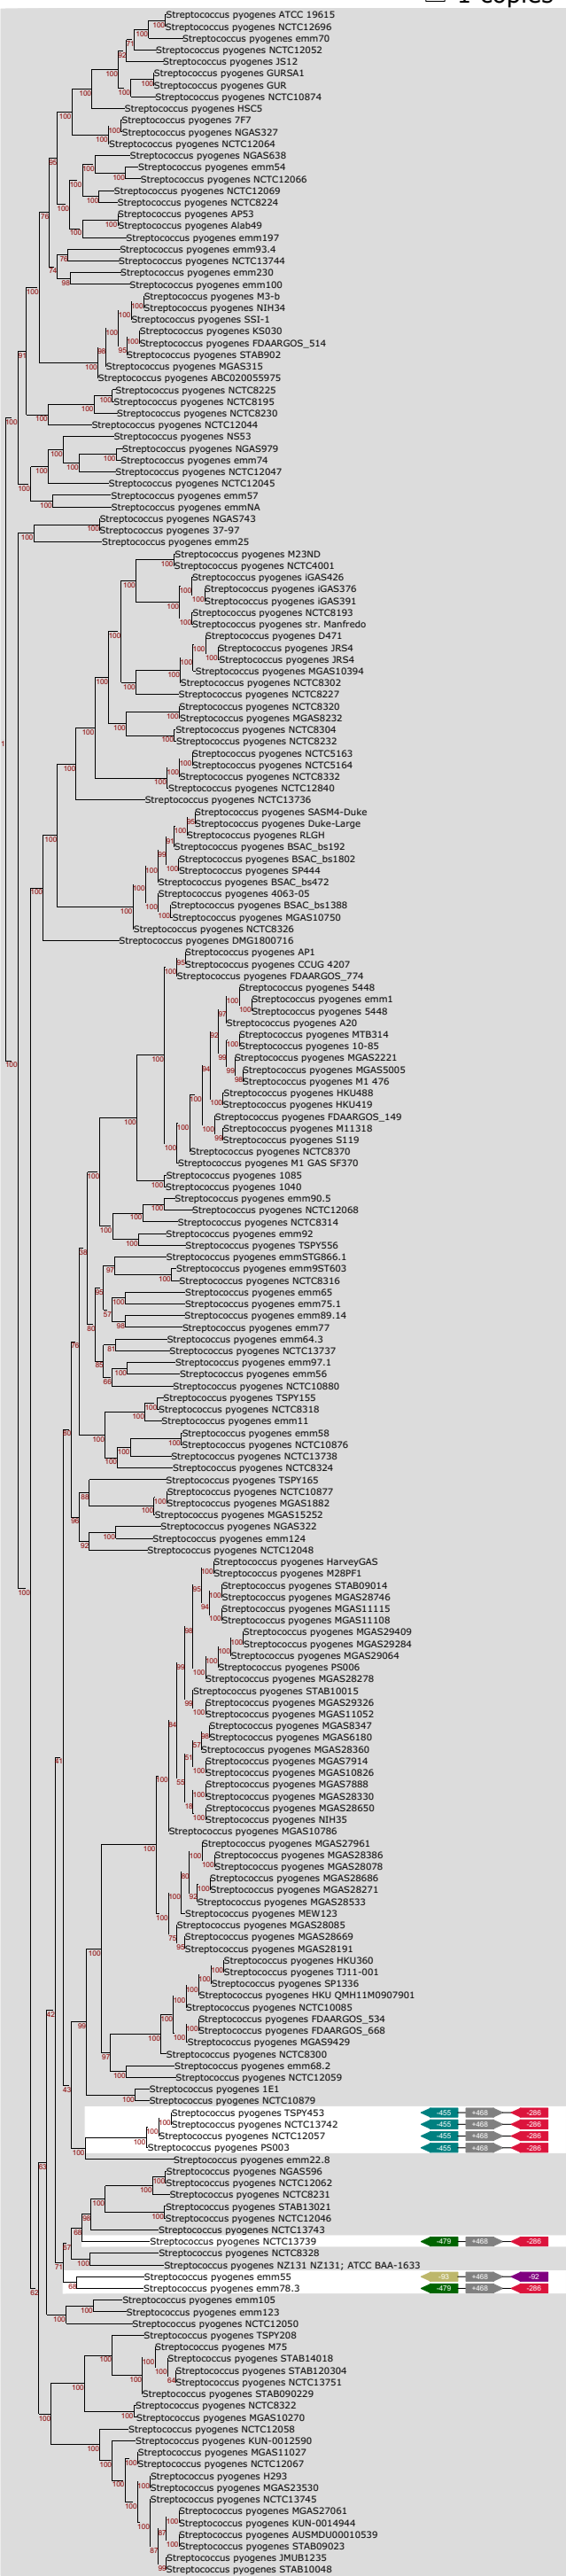 1 copies
Streptococcus pyogenes ATCC 19615
Streptococcus pyogenes NCTC12696
Streptococcus pyogenes emm70
Streptococcus pyogenes NCTC12052
Streptococcus pyogenes JS12
Streptococcus pyogenes GURSA1
Streptococcus pyogenes GUR
Streptococcus pyogenes NCTC10874
Streptococcus pyogenes HSC5
Streptococcus pyogenes 7F7
Streptococcus pyogenes NGAS327
Streptococcus pyogenes NCTC12064
Streptococcus pyogenes NGAS638
Streptococcus pyogenes emm54
Streptococcus pyogenes NCTC12066
Streptococcus pyogenes NCTC12069
Streptococcus pyogenes NCTC8224
Streptococcus pyogenes AP53
Streptococcus pyogenes Alab49
Streptococcus pyogenes emm197
Streptococcus pyogenes emm93.4
Streptococcus pyogenes NCTC13744
Streptococcus pyogenes emm230
Streptococcus pyogenes emm100
Streptococcus pyogenes M3-b
Streptococcus pyogenes NIH34
Streptococcus pyogenes SSI-1
Streptococcus pyogenes KS030
Streptococcus pyogenes FDAARGOS_514
Streptococcus pyogenes STAB902
Streptococcus pyogenes MGAS315
Streptococcus pyogenes ABC020055975
Streptococcus pyogenes NCTC8225
Streptococcus pyogenes NCTC8195
Streptococcus pyogenes NCTC8230
Streptococcus pyogenes NCTC12044
Streptococcus pyogenes NS53
Streptococcus pyogenes NGAS979
Streptococcus pyogenes emm74
Streptococcus pyogenes NCTC12047
Streptococcus pyogenes NCTC12045
Streptococcus pyogenes emm57
Streptococcus pyogenes emmNA
Streptococcus pyogenes NGAS743
Streptococcus pyogenes 37-97
Streptococcus pyogenes emm25
Streptococcus pyogenes M23ND
Streptococcus pyogenes NCTC4001
Streptococcus pyogenes iGAS426
Streptococcus pyogenes iGAS376
Streptococcus pyogenes iGAS391
Streptococcus pyogenes NCTC8193
Streptococcus pyogenes str. Manfredo
Streptococcus pyogenes D471
Streptococcus pyogenes JRS4
Streptococcus pyogenes JRS4
Streptococcus pyogenes MGAS10394
Streptococcus pyogenes NCTC8302
Streptococcus pyogenes NCTC8227
Streptococcus pyogenes NCTC8320
Streptococcus pyogenes MGAS8232
Streptococcus pyogenes NCTC8304
Streptococcus pyogenes NCTC8232
Streptococcus pyogenes NCTC5163
Streptococcus pyogenes NCTC5164
Streptococcus pyogenes NCTC8332
Streptococcus pyogenes NCTC12840
Streptococcus pyogenes NCTC13736
Streptococcus pyogenes SASM4-Duke
Streptococcus pyogenes Duke-Large
Streptococcus pyogenes RLGH
Streptococcus pyogenes BSAC_bs192
Streptococcus pyogenes BSAC_bs1802
Streptococcus pyogenes SP444
Streptococcus pyogenes BSAC_bs472
Streptococcus pyogenes 4063-05
Streptococcus pyogenes BSAC_bs1388
Streptococcus pyogenes MGAS10750
Streptococcus pyogenes NCTC8326
Streptococcus pyogenes DMG1800716
Streptococcus pyogenes AP1
Streptococcus pyogenes CCUG 4207
Streptococcus pyogenes FDAARGOS_774
Streptococcus pyogenes 5448
Streptococcus pyogenes emm1
Streptococcus pyogenes 5448
Streptococcus pyogenes A20
Streptococcus pyogenes MTB314
Streptococcus pyogenes 10-85
Streptococcus pyogenes MGAS2221
Streptococcus pyogenes MGAS5005
Streptococcus pyogenes M1 476
Streptococcus pyogenes HKU488
Streptococcus pyogenes HKU419
Streptococcus pyogenes FDAARGOS_149
Streptococcus pyogenes M11318
Streptococcus pyogenes S119
Streptococcus pyogenes NCTC8370
Streptococcus pyogenes M1 GAS SF370
Streptococcus pyogenes 1085
Streptococcus pyogenes 1040
Streptococcus pyogenes emm90.5
Streptococcus pyogenes NCTC12068
Streptococcus pyogenes NCTC8314
Streptococcus pyogenes emm92
Streptococcus pyogenes TSPY556
Streptococcus pyogenes emmSTG866.1
Streptococcus pyogenes emm9ST603
Streptococcus pyogenes NCTC8316
Streptococcus pyogenes emm65
Streptococcus pyogenes emm75.1
Streptococcus pyogenes emm89.14
Streptococcus pyogenes emm77
Streptococcus pyogenes emm64.3
Streptococcus pyogenes NCTC13737
Streptococcus pyogenes emm97.1
Streptococcus pyogenes emm56
Streptococcus pyogenes NCTC10880
Streptococcus pyogenes TSPY155
Streptococcus pyogenes NCTC8318
Streptococcus pyogenes emm11
Streptococcus pyogenes emm58
Streptococcus pyogenes NCTC10876
Streptococcus pyogenes NCTC13738
Streptococcus pyogenes NCTC8324
Streptococcus pyogenes TSPY165
Streptococcus pyogenes NCTC10877
Streptococcus pyogenes MGAS1882
Streptococcus pyogenes MGAS15252
Streptococcus pyogenes NGAS322
Streptococcus pyogenes emm124
Streptococcus pyogenes NCTC12048
Streptococcus pyogenes HarveyGAS
Streptococcus pyogenes M28PF1
Streptococcus pyogenes STAB09014
Streptococcus pyogenes MGAS28746
Streptococcus pyogenes MGAS11115
Streptococcus pyogenes MGAS11108
Streptococcus pyogenes MGAS29409
Streptococcus pyogenes MGAS29284
Streptococcus pyogenes MGAS29064
Streptococcus pyogenes PS006
Streptococcus pyogenes MGAS28278
Streptococcus pyogenes STAB10015
Streptococcus pyogenes MGAS29326
Streptococcus pyogenes MGAS11052
Streptococcus pyogenes MGAS8347
Streptococcus pyogenes MGAS6180
Streptococcus pyogenes MGAS28360
Streptococcus pyogenes MGAS7914
Streptococcus pyogenes MGAS10826
Streptococcus pyogenes MGAS7888
Streptococcus pyogenes MGAS28330
Streptococcus pyogenes MGAS28650
Streptococcus pyogenes NIH35
Streptococcus pyogenes MGAS10786
Streptococcus pyogenes MGAS27961
Streptococcus pyogenes MGAS28386
Streptococcus pyogenes MGAS28078
Streptococcus pyogenes MGAS28686
Streptococcus pyogenes MGAS28271
Streptococcus pyogenes MGAS28533
Streptococcus pyogenes MEW123
Streptococcus pyogenes MGAS28085
Streptococcus pyogenes MGAS28669
Streptococcus pyogenes MGAS28191
Streptococcus pyogenes HKU360
Streptococcus pyogenes TJ11-001
Streptococcus pyogenes SP1336
Streptococcus pyogenes HKU QMH11M0907901
Streptococcus pyogenes NCTC10085
Streptococcus pyogenes FDAARGOS_534
Streptococcus pyogenes FDAARGOS_668
Streptococcus pyogenes MGAS9429
Streptococcus pyogenes NCTC8300
Streptococcus pyogenes emm68.2
Streptococcus pyogenes NCTC12059
Streptococcus pyogenes 1E1
Streptococcus pyogenes NCTC10879
Streptococcus pyogenes TSPY453 -455 +468 -286
Streptococcus pyogenes NCTC13742 -455 +468 -286
Streptococcus pyogenes NCTC12057 -455 +468 -286
Streptococcus pyogenes PS003 -455 +468 -286
Streptococcus pyogenes emm22.8
Streptococcus pyogenes NGAS596
Streptococcus pyogenes NCTC12062
Streptococcus pyogenes NCTC8231
Streptococcus pyogenes STAB13021
Streptococcus pyogenes NCTC12046
Streptococcus pyogenes NCTC13743
Streptococcus pyogenes NCTC13739 -479 +468 -286
Streptococcus pyogenes NCTC8328
Streptococcus pyogenes NZ131 NZ131; ATCC BAA-1633
Streptococcus pyogenes emm55 -93 +468 -92
Streptococcus pyogenes emm78.3 -479 +468 -286
Streptococcus pyogenes emm105
Streptococcus pyogenes emm123
Streptococcus pyogenes NCTC12050
Streptococcus pyogenes TSPY208
Streptococcus pyogenes M75
Streptococcus pyogenes STAB14018
Streptococcus pyogenes STAB120304
Streptococcus pyogenes NCTC13751
Streptococcus pyogenes STAB090229
Streptococcus pyogenes NCTC8322
Streptococcus pyogenes MGAS10270
Streptococcus pyogenes NCTC12058
Streptococcus pyogenes KUN-0012590
Streptococcus pyogenes MGAS11027
Streptococcus pyogenes NCTC12067
Streptococcus pyogenes H293
Streptococcus pyogenes MGAS23530
Streptococcus pyogenes NCTC13745
Streptococcus pyogenes MGAS27061
Streptococcus pyogenes KUN-0014944
Streptococcus pyogenes AUSMDU00010539
Streptococcus pyogenes STAB09023
Streptococcus pyogenes JMUB1235
Streptococcus pyogenes STAB10048